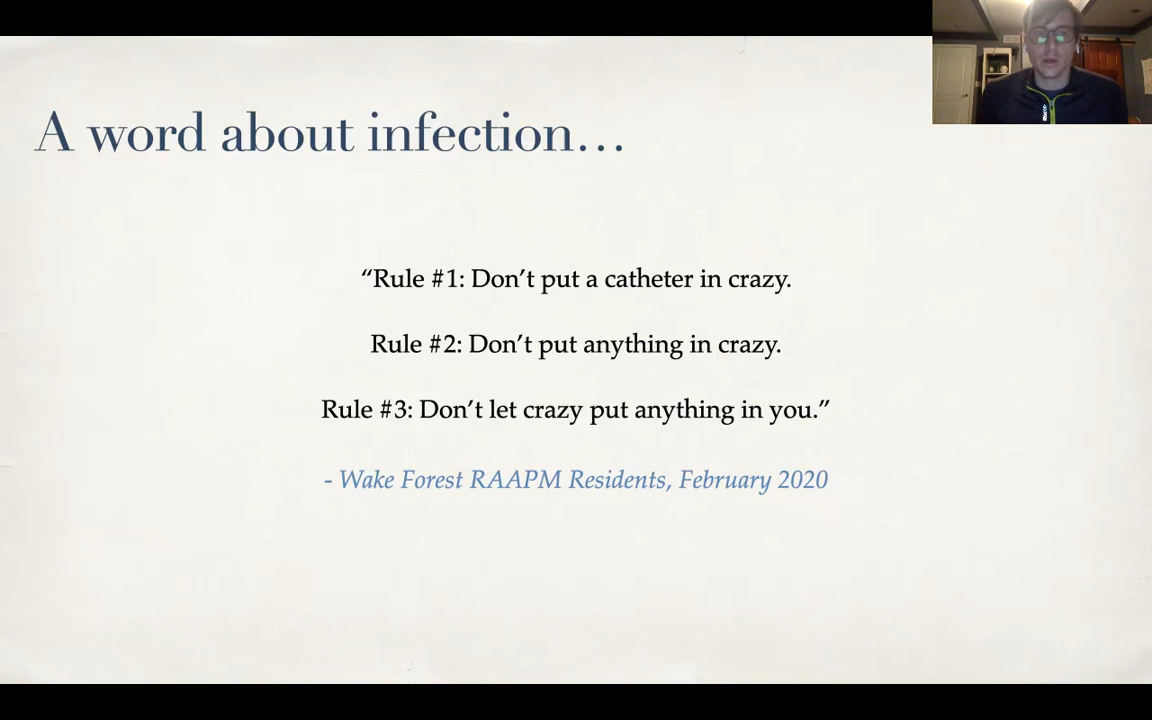 A word about infection…
“Rule #1: Don’t put a catheter in crazy.
Rule #2: Don’t put anything in crazy.
Rule #3: Don’t let crazy put anything in you.”
- Wake Forest RAAPM Residents, February 2020